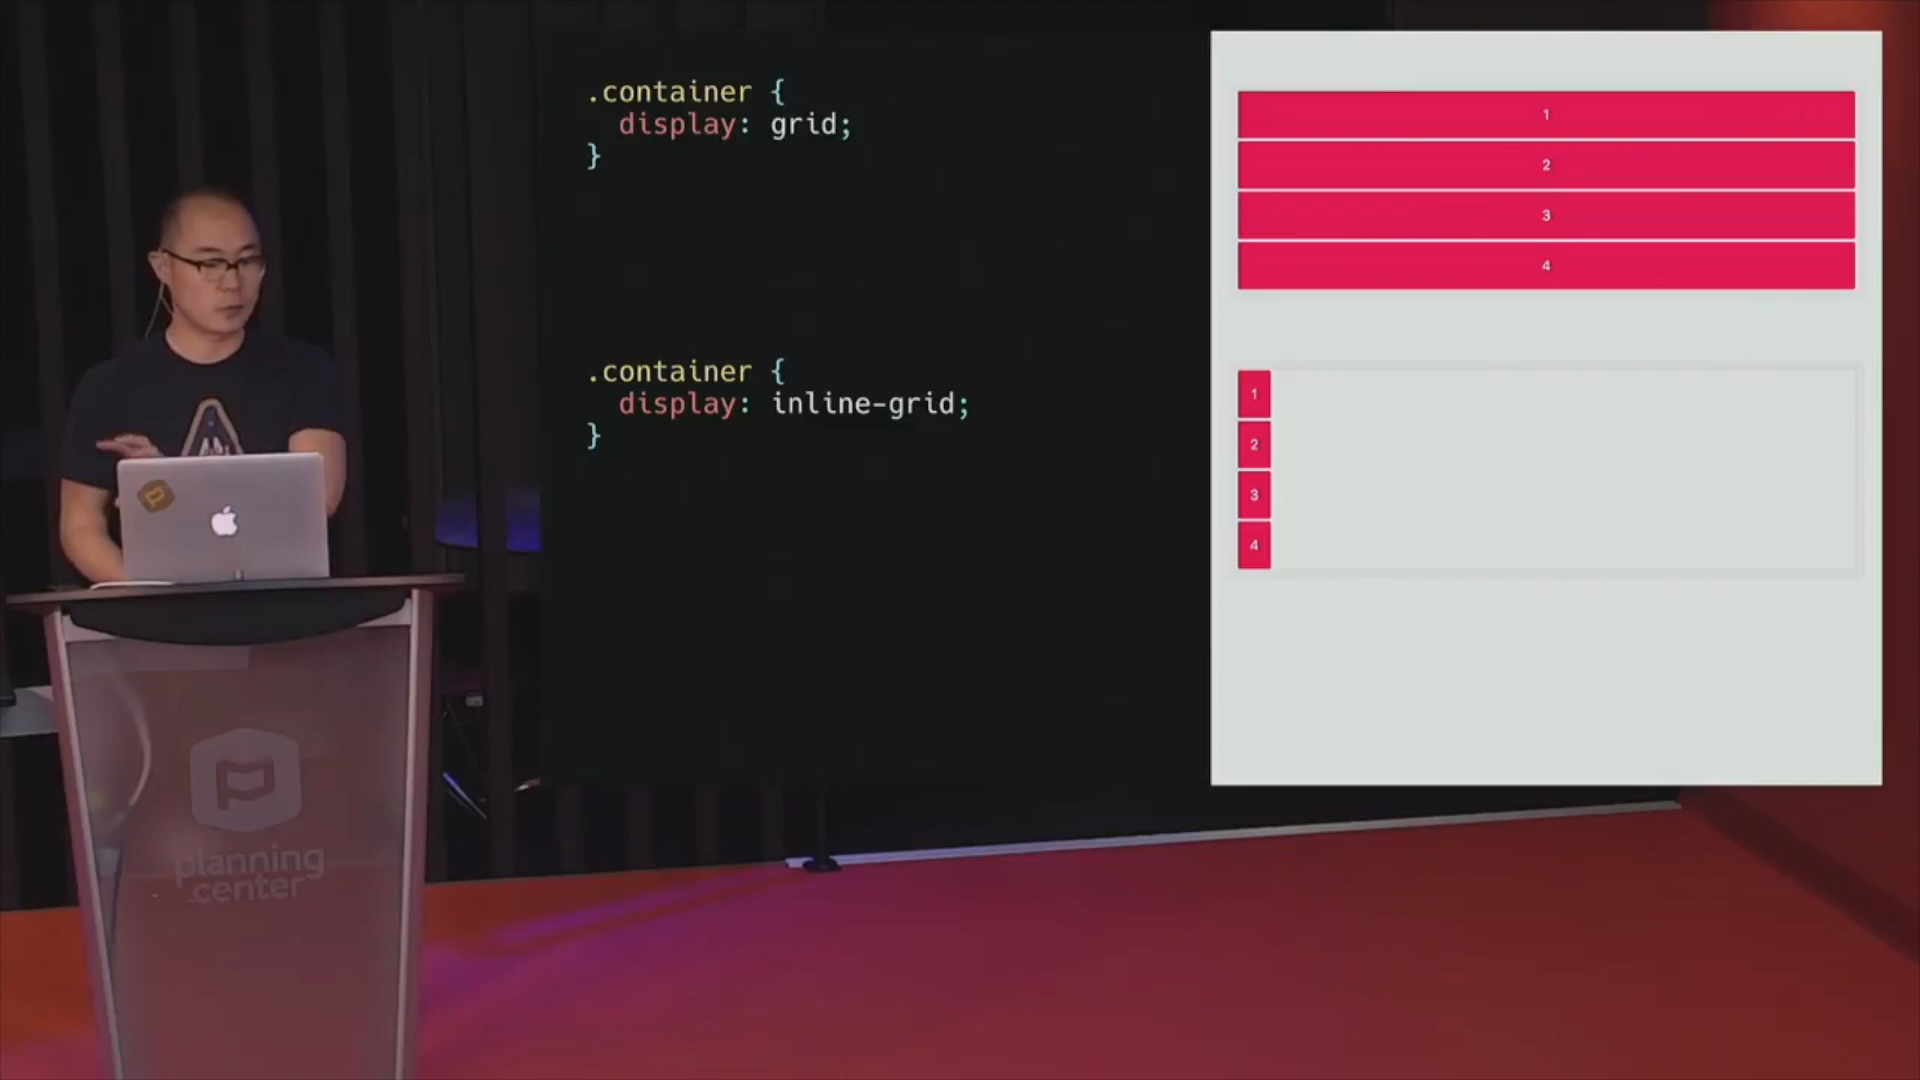 .container {
display: grid;
}
.container {
display: inline-grid;
}
1
2
3
4
1
2
3
4
planning
center